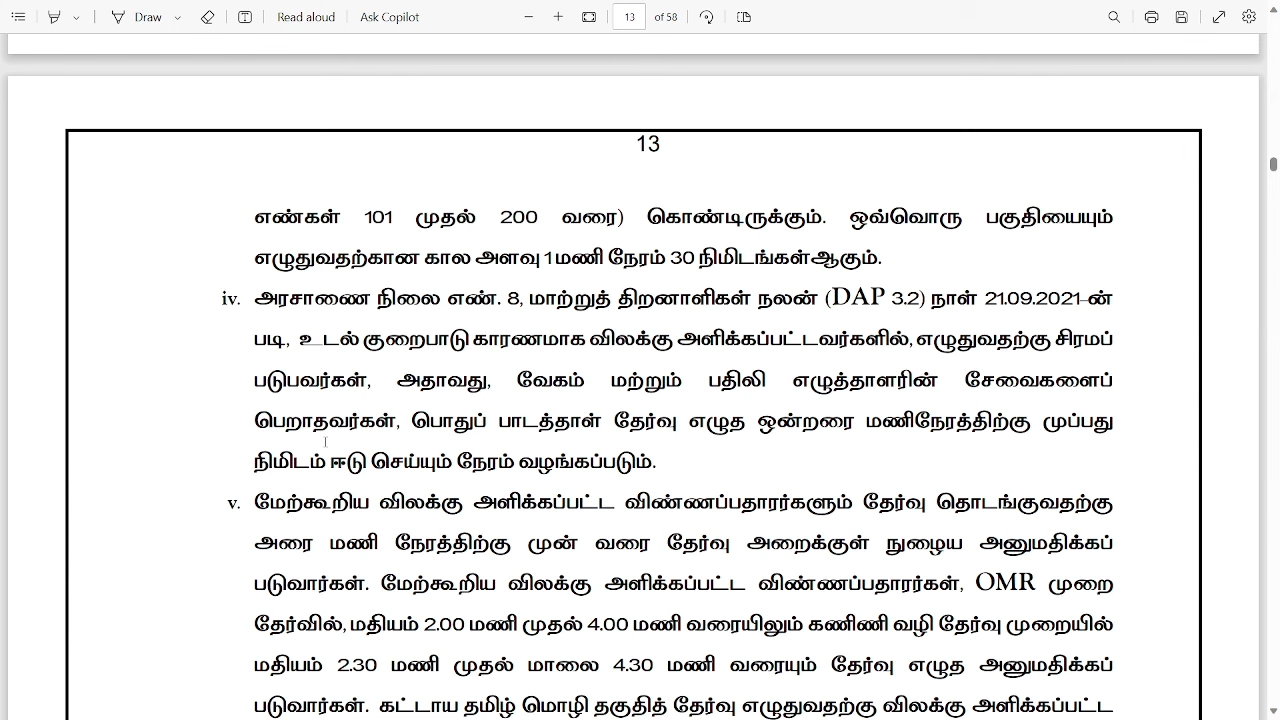 Draw
Read aloud
Ask Copilot
13 of 58
13
எண்கள் 101 முதல் 200 வரை) கொண்டிருக்கும். ஒவ்வொரு பகுதியையும்
எழுதுவதற்கான கால அளவு 1மணி நேரம் 30 நிமிடங்கள்ஆகும்.
iv. அரசாணை நிலை எண். 8, மாற்றுத் திறனாளிகள் நலன் (DAP 3.2) நாள் 21.09.2021-ன்
படி, உடல் குறைபாடு காரணமாக விலக்கு அளிக்கப்பட்டவர்களில், எழுதுவதற்கு சிரமப்
படுபவர்கள், அதாவது, வேகம் மற்றும் பதிலி எழுத்தாளரின் சேவைகளைப்
பெறாதவர்கள், பொதுப் பாடத்தாள் தேர்வு எழுத ஒன்றரை மணிநேரத்திற்கு முப்பது
நிமிடம் ஈடு செய்யும் நேரம் வழங்கப்படும்.
v. மேற்கூறிய விலக்கு அளிக்கப்பட்ட விண்ணப்பதாரர்களும் தேர்வு தொடங்குவதற்கு
அரை மணி நேரத்திற்கு முன் வரை தேர்வு அறைக்குள் நுழைய அனுமதிக்கப்
படுவார்கள். மேற்கூறிய விலக்கு அளிக்கப்பட்ட விண்ணப்பதாரர்கள், OMR முறை
தேர்வில், மதியம் 2.00 மணி முதல் 4.00 மணி வரையிலும் கணிணி வழி தேர்வு முறையில்
மதியம் 2.30 மணி முதல் மாலை 4.30 மணி வரையும் தேர்வு எழுத அனுமதிக்கப்
படுவார்கள். கட்டாய தமிழ் மொழி தகுதித் தேர்வு எழுதுவதற்கு விலக்கு அளிக்கப்பட்ட